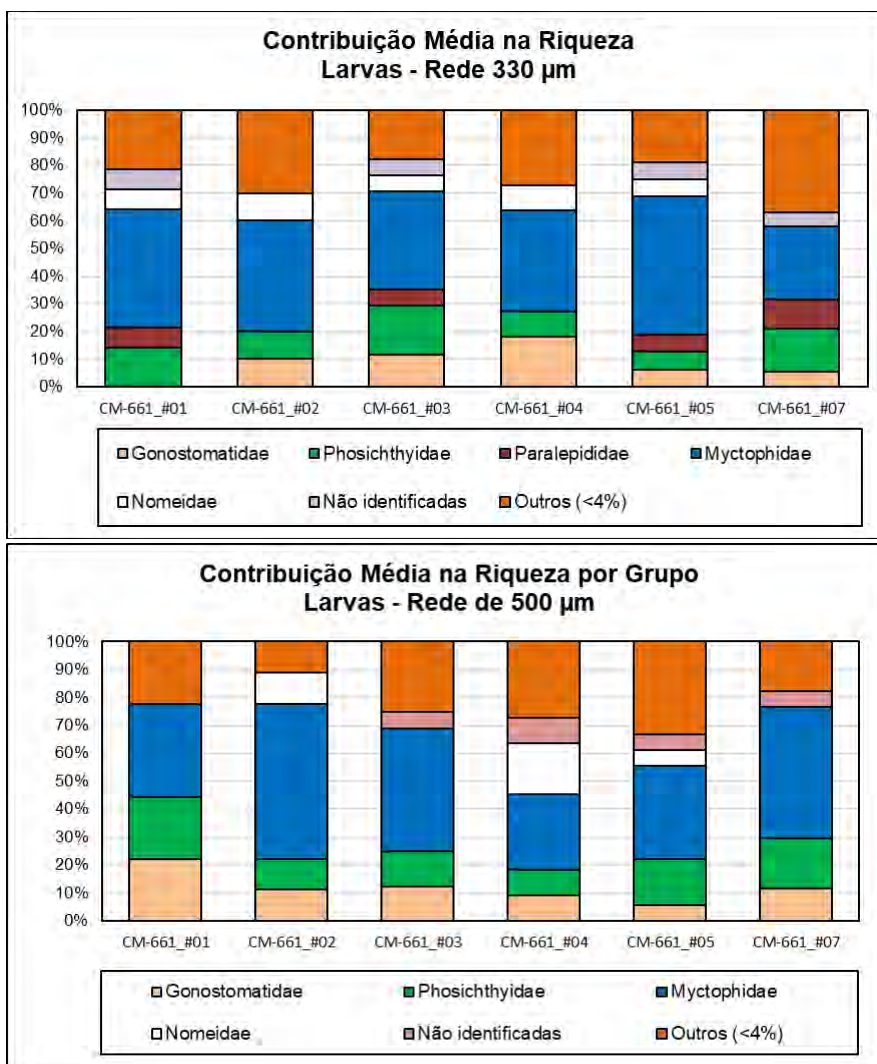 Contribuição Média na Riqueza
Larvas - Rede 330 µm
100%
90%
80%
70%
60%
50%
40%
30%
20%
10%
0%
CM-661_#01 CM-661_#02 CM-661_#03 CM-661_#04 CM-661_#05 CM-661_#07
Gonostomatidae Phosichthyidae Paralepididae Myctophidae
Nomeidae Não identificadas Outros (<4%)
Contribuição Média na Riqueza por Grupo
Larvas - Rede de 500 µm
100%
90%
80%
70%
60%
50%
40%
30%
20%
10%
0%
CM-661_#01 CM-661_#02 CM-661_#03 CM-661_#04 CM-661_#05 CM-661_#07
Gonostomatidae Phosichthyidae Myctophidae
Nomeidae Não identificadas Outros (<4%)